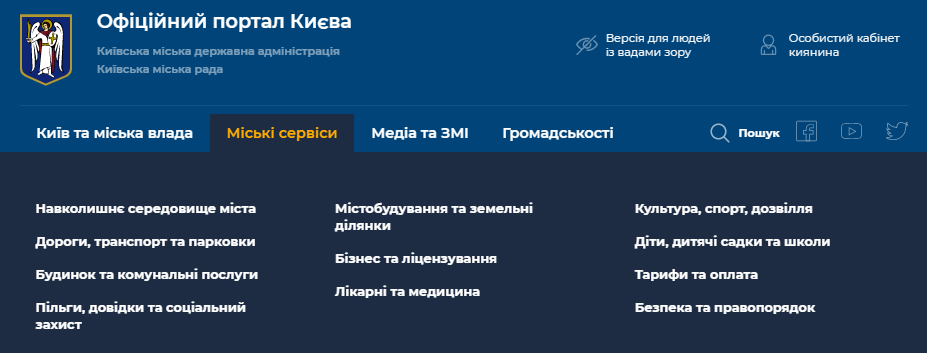 Офіційний портал Києва
Київська міська державна адміністрація
Київська міська рада
Версія для людей
із вадами зору
Особистий кабінет
киянина
Київ та міська влада
Міські сервіси
Медіа та ЗМІ
Громадськості
Пошук
Навколишнє середовище міста
Дороги, транспорт та парковки
Будинок та комунальні послуги
Пільги, довідки та соціальний
захист
Містобудування та земельні
ділянки
Бізнес та ліцензування
Лікарні та медицина
Культура, спорт, дозвілля
Діти, дитячі садки та школи
Тарифи та оплата
Безпека та правопорядок